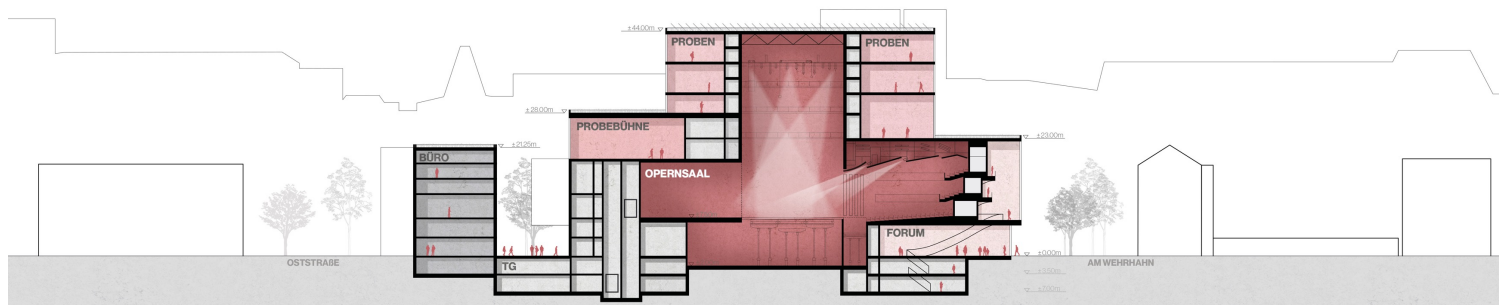 ±44.00m
PROBEN
PROBEN
±28.00m
PROBEBÜHNE
±23.00m
±21.25m
BÜRO
OPERNSAAL
FORUM
±0.00m
OSTSTRAßE
TG
AM WEHRHAHN